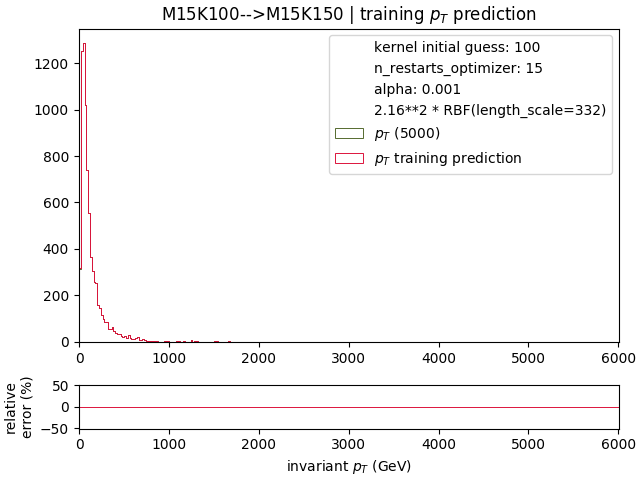 M15K100-->M15K150 | training p_T prediction
kernel initial guess: 100
n_restarts_optimizer: 15
alpha: 0.001
2.16**2 * RBF(length_scale=332)
p_T (5000)
p_T training prediction
1200
1000
800
600
400
200
0
0 1000 2000 3000 4000 5000 6000
relative
error (%)
50
0
−50
0 1000 2000 3000 4000 5000 6000
invariant p_T (GeV)